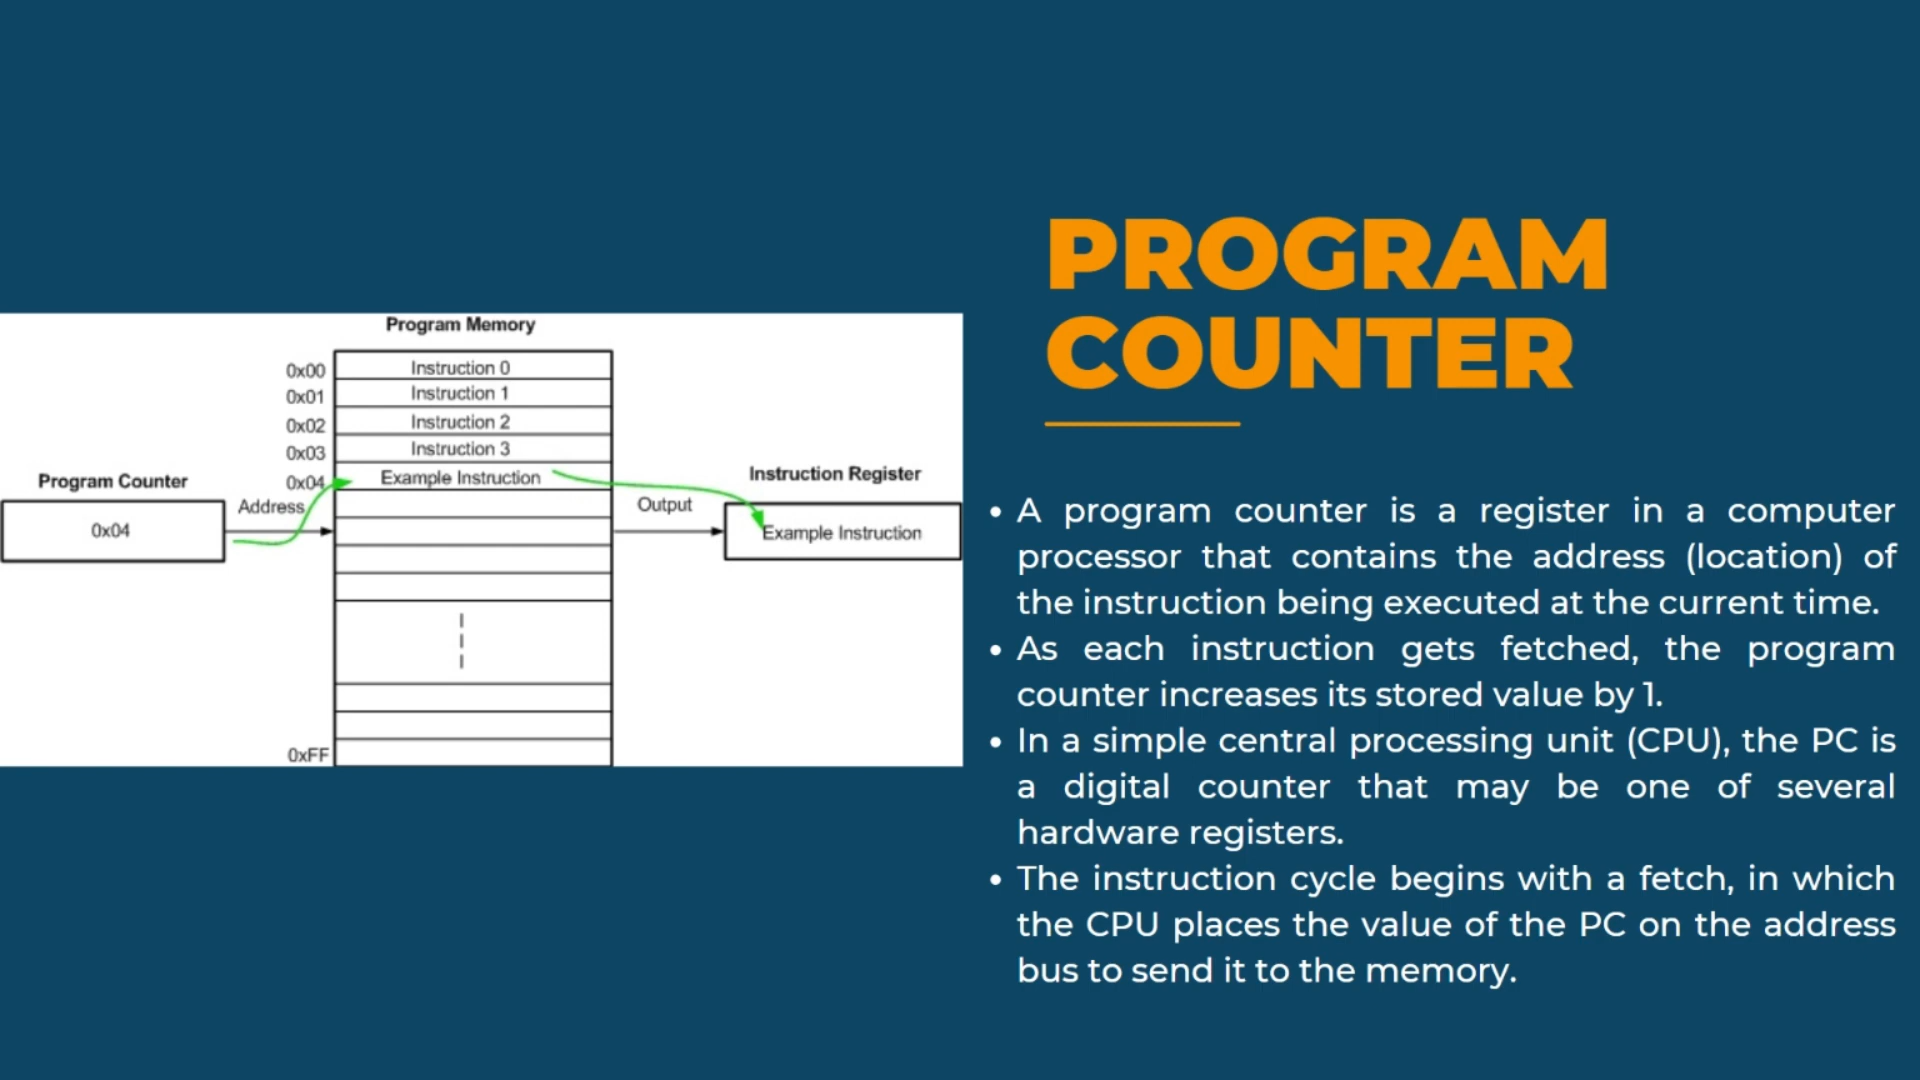 Program Memory
0x00 Instruction 0
0x01 Instruction 1
0x02 Instruction 2
0x03 Instruction 3
0x04 Example Instruction
Program Counter
0x04
Address
Output
Instruction Register
Example Instruction
0xFF
PROGRAM
COUNTER
• A program counter is a register in a computer
processor that contains the address (location) of
the instruction being executed at the current time.
• As each instruction gets fetched, the program
counter increases its stored value by 1.
• In a simple central processing unit (CPU), the PC is
a digital counter that may be one of several
hardware registers.
• The instruction cycle begins with a fetch, in which
the CPU places the value of the PC on the address
bus to send it to the memory.